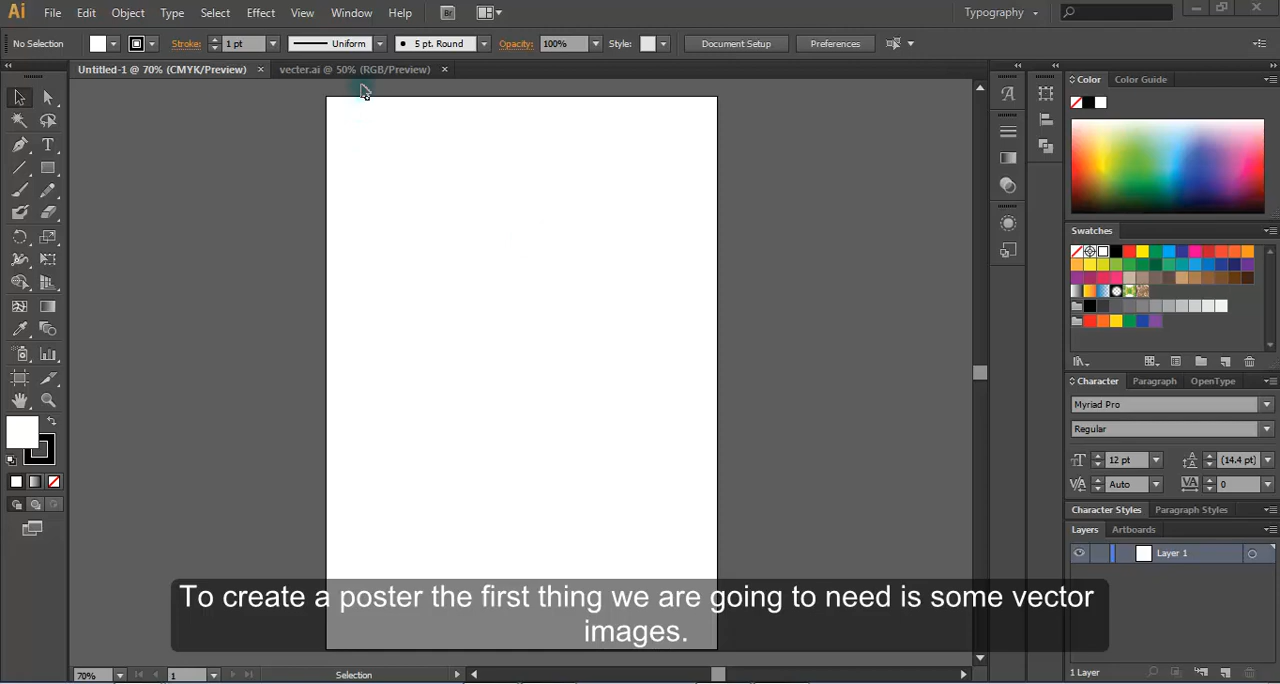 Ai File Edit Object Type Select Effect View Window Help Br Typography
No Selection Stroke: 1 pt Uniform 5 pt. Round Opacity: 100% Style: Document Setup Preferences
Untitled-1 @ 70% (CMYK/Preview) × vecter.ai @ 50% (RGB/Preview) ×
Color Color Guide
Swatches
Character Paragraph OpenType
Myriad Pro
Regular
12 pt (14.4 pt)
Auto 0
Character Styles Paragraph Styles
Layers Artboards
Layer 1
To create a poster the first thing we are going to need is some vector
images.
70% 1 Selection 1 Layer